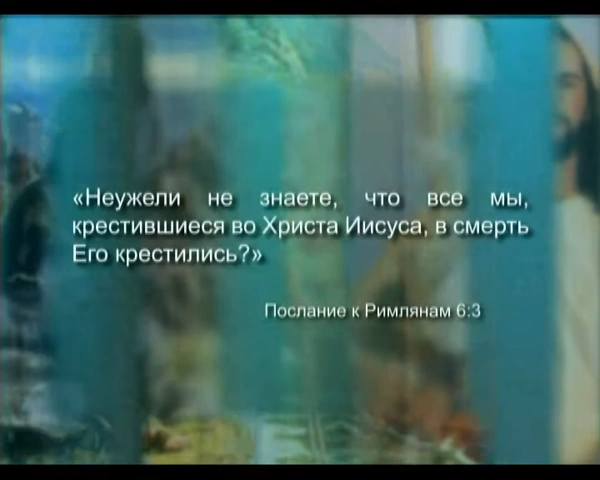 «Неужели не знаете, что все мы,
крестившиеся во Христа Иисуса, в смерть
Его крестились?»
Послание к Римлянам 6:3